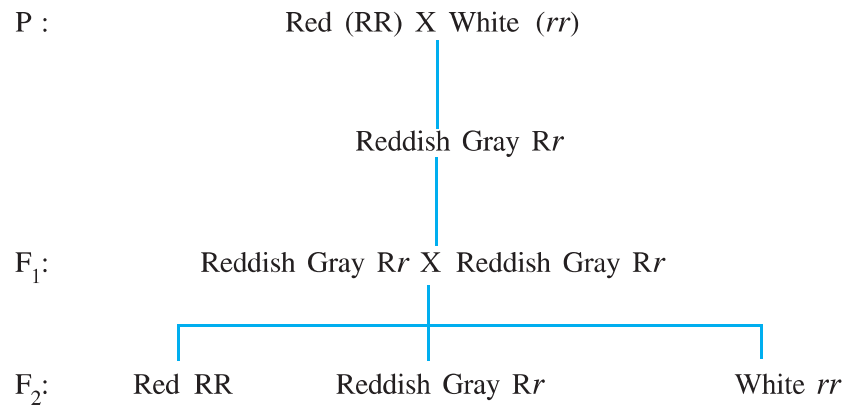 P : Red (RR) X White (rr)
Reddish Gray Rr
F₁: Reddish Gray Rr X Reddish Gray Rr
F₂: Red RR Reddish Gray Rr White rr